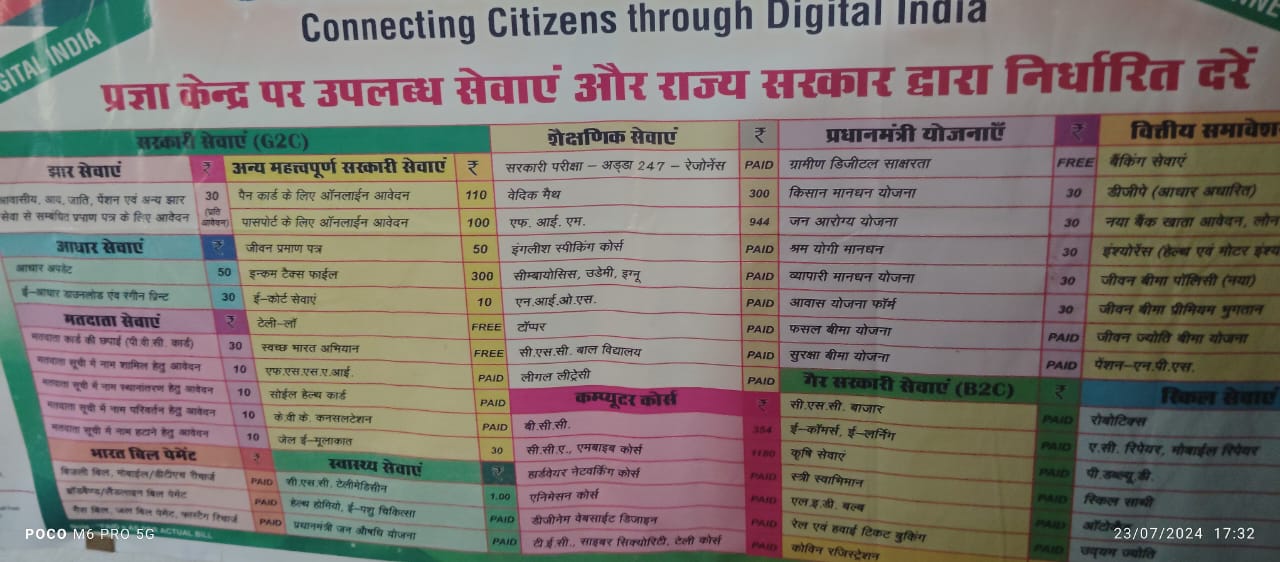 GITAL INDIA
Connecting Citizens through Digital India
प्रज्ञा केन्द्र पर उपलब्ध सेवाएं और राज्य सरकार द्वारा निर्धारित दरें
सरकारी सेवाएं (G2C)
झार सेवाएं ₹
आवासीय, आय, जाति, पेंशन एवं अन्य झार 30
सेवा से सम्बंधित प्रमाण पत्र के लिए आवेदन (प्रति आवेदन)
आधार सेवाएं ₹
आधार अपडेट 50
ई-आधार डाउनलोड एंव रंगीन प्रिन्ट 30
मतदाता सेवाएं ₹
मतदाता कार्ड की छपाई (पी.वी.सी. कार्ड) 30
मतदाता सूची में नाम शामिल हेतु आवेदन 10
मतदाता सूची में नाम स्थानांतरण हेतु आवेदन 10
मतदाता सूची में नाम परिवर्तन हेतु आवेदन 10
मतदाता सूची में नाम हटाने हेतु आवेदन 10
भारत बिल पेमेंट ₹
बिजली बिल, मोबाईल/डीटीएच रीचार्ज PAID
ब्रॉडबैण्ड/लैंडलाइन बिल पेमेंट PAID
गैस बिल, जल बिल पेमेंट, फास्टैग रिचार्ज PAID
ACTUAL BILL
अन्य महत्त्वपूर्ण सरकारी सेवाएं ₹
पैन कार्ड के लिए ऑनलाईन आवेदन 110
पासपोर्ट के लिए ऑनलाईन आवेदन 100
जीवन प्रमाण पत्र 50
इन्कम टैक्स फाईल 300
ई-कोर्ट सेवाएं 10
टेली-लॉ FREE
स्वच्छ भारत अभियान FREE
एफ.एस.एस.ए.आई. PAID
सोईल हेल्थ कार्ड PAID
के.वी.के. कनसलटेशन PAID
जेल ई-मूलाकात 30
स्वास्थ्य सेवाएं ₹
सी.एस.सी. टेलीमेडिसीन 1.00
हेल्थ होमियो, ई-पशु चिकित्सा PAID
प्रधानमंत्री जन औषधि योजना PAID
शैक्षणिक सेवाएं ₹
सरकारी परीक्षा – अड्डा 247 – रेजोनेंस PAID
वेदिक मैथ 300
एफ. आई. एम. 944
इंगलीश स्पीकिंग कोर्स PAID
सीम्बायोसिस, उडेमी, इग्नू PAID
एन.आई.ओ.एस. PAID
टॉप्पर PAID
सी.एस.सी. बाल विद्यालय PAID
लीगल लीट्रेसी PAID
कम्प्यूटर कोर्स ₹
बी.सी.सी. 354
सी.सी.ए., एमबाइब कोर्स 1180
हार्डवेयर नेटवर्किंग कोर्स PAID
एनिमेसन कोर्स PAID
डीजीनेम वेबसाईट डिजाइन PAID
टी.ई.सी., साइबर सिक्योरिटी, टेली कोर्स PAID
प्रधानमंत्री योजनाएँ ₹
ग्रामीण डिजीटल साक्षरता FREE
किसान मानधन योजना 30
जन आरोग्य योजना 30
श्रम योगी मानधन 30
व्यापारी मानधन योजना 30
आवास योजना फॉर्म 30
फसल बीमा योजना PAID
सुरक्षा बीमा योजना PAID
गैर सरकारी सेवाएं (B2C) ₹
सी.एस.सी. बाजार PAID
ई-कॉमर्स, ई-लर्निंग PAID
कृषि सेवाएं PAID
स्त्री स्वाभिमान PAID
एल.इ.डी. बल्ब PAID
रेल एवं हवाई टिकट बुकिंग PAID
कोविन रजिस्ट्रेशन
वित्तीय समावेश
बैंकिंग सेवाएं
डीजीपे (आधार अधारित)
नया बैंक खाता आवेदन, लोन
इंश्योरेंस (हेल्थ एवं मोटर इंश्य
जीवन बीमा पॉलिसी (नया)
जीवन बीमा प्रीमियम भुगतान
जीवन ज्योति बीमा योजना
पेंशन-एन.पी.एस.
स्किल सेवाएं
रोबोटिक्स
ए.सी. रिपेयर, मोबाईल रिपेयर
पी.डब्ल्यू.डी.
स्किल साथी
उद्यम ज्योति
POCO M6 PRO 5G
23/07/2024 17:32